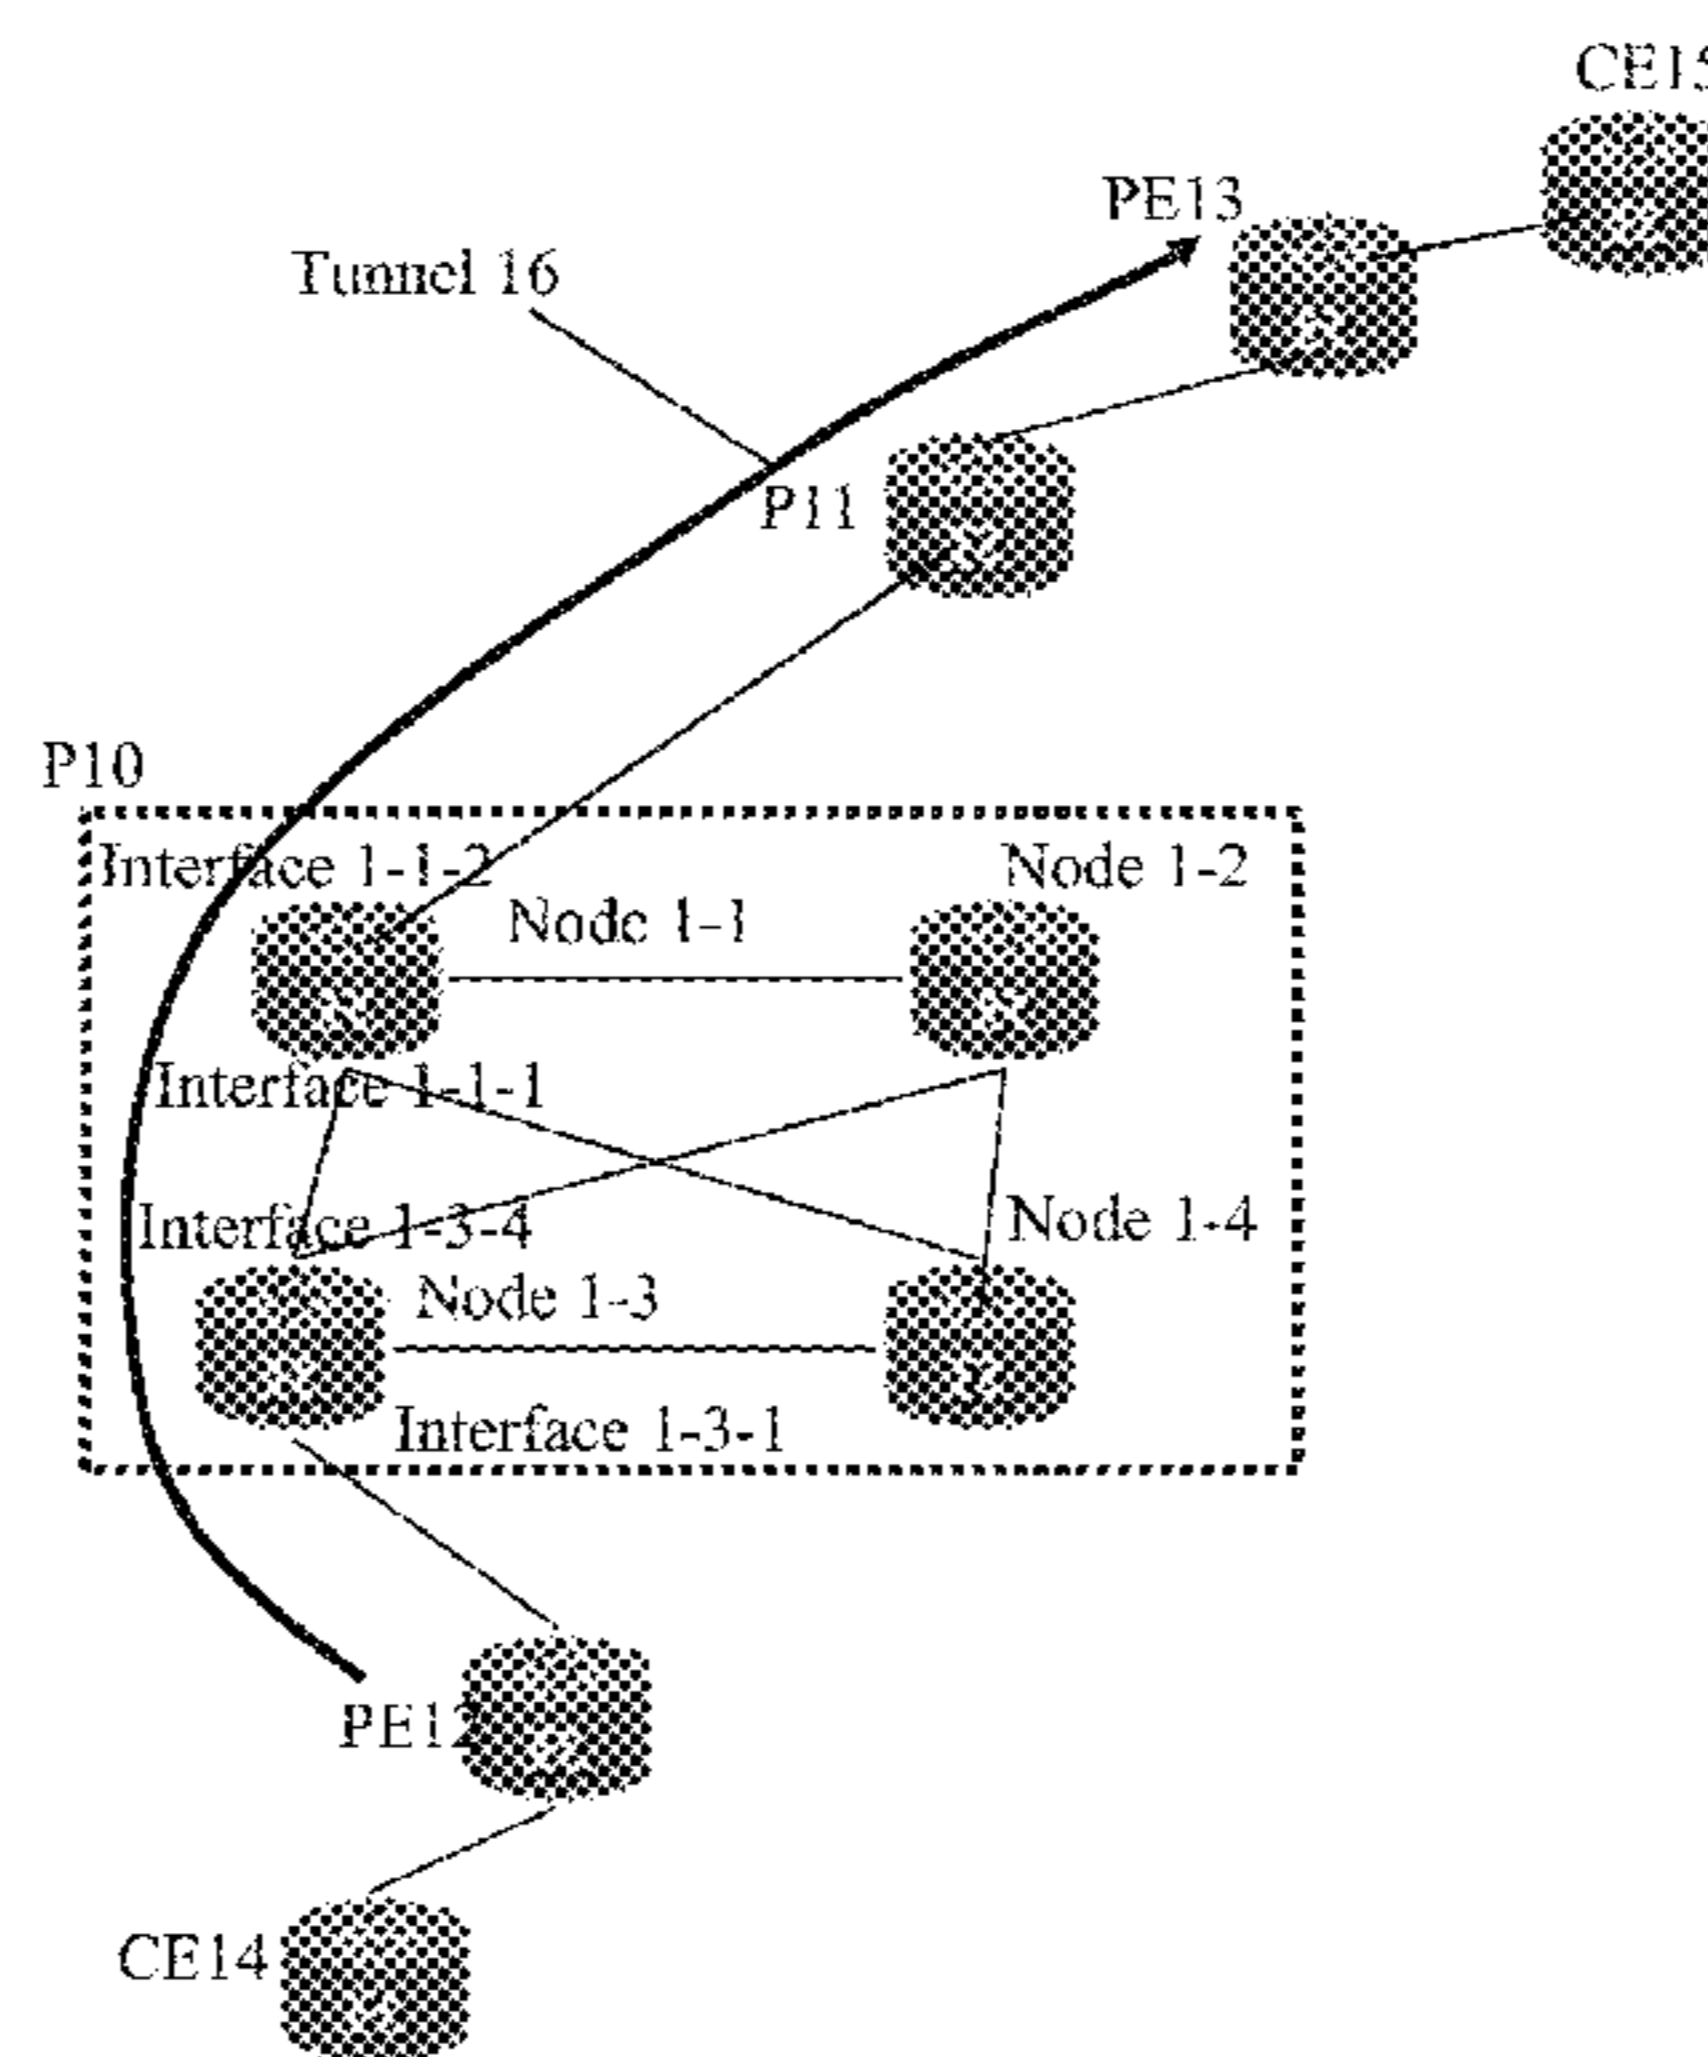 CE15
PE13
Tunnel 16
P11
P10
Interface 1-1-2
Node 1-2
Node 1-1
Interface 1-1-1
Interface 1-3-4
Node 1-4
Node 1-3
Interface 1-3-1
PE12
CE14